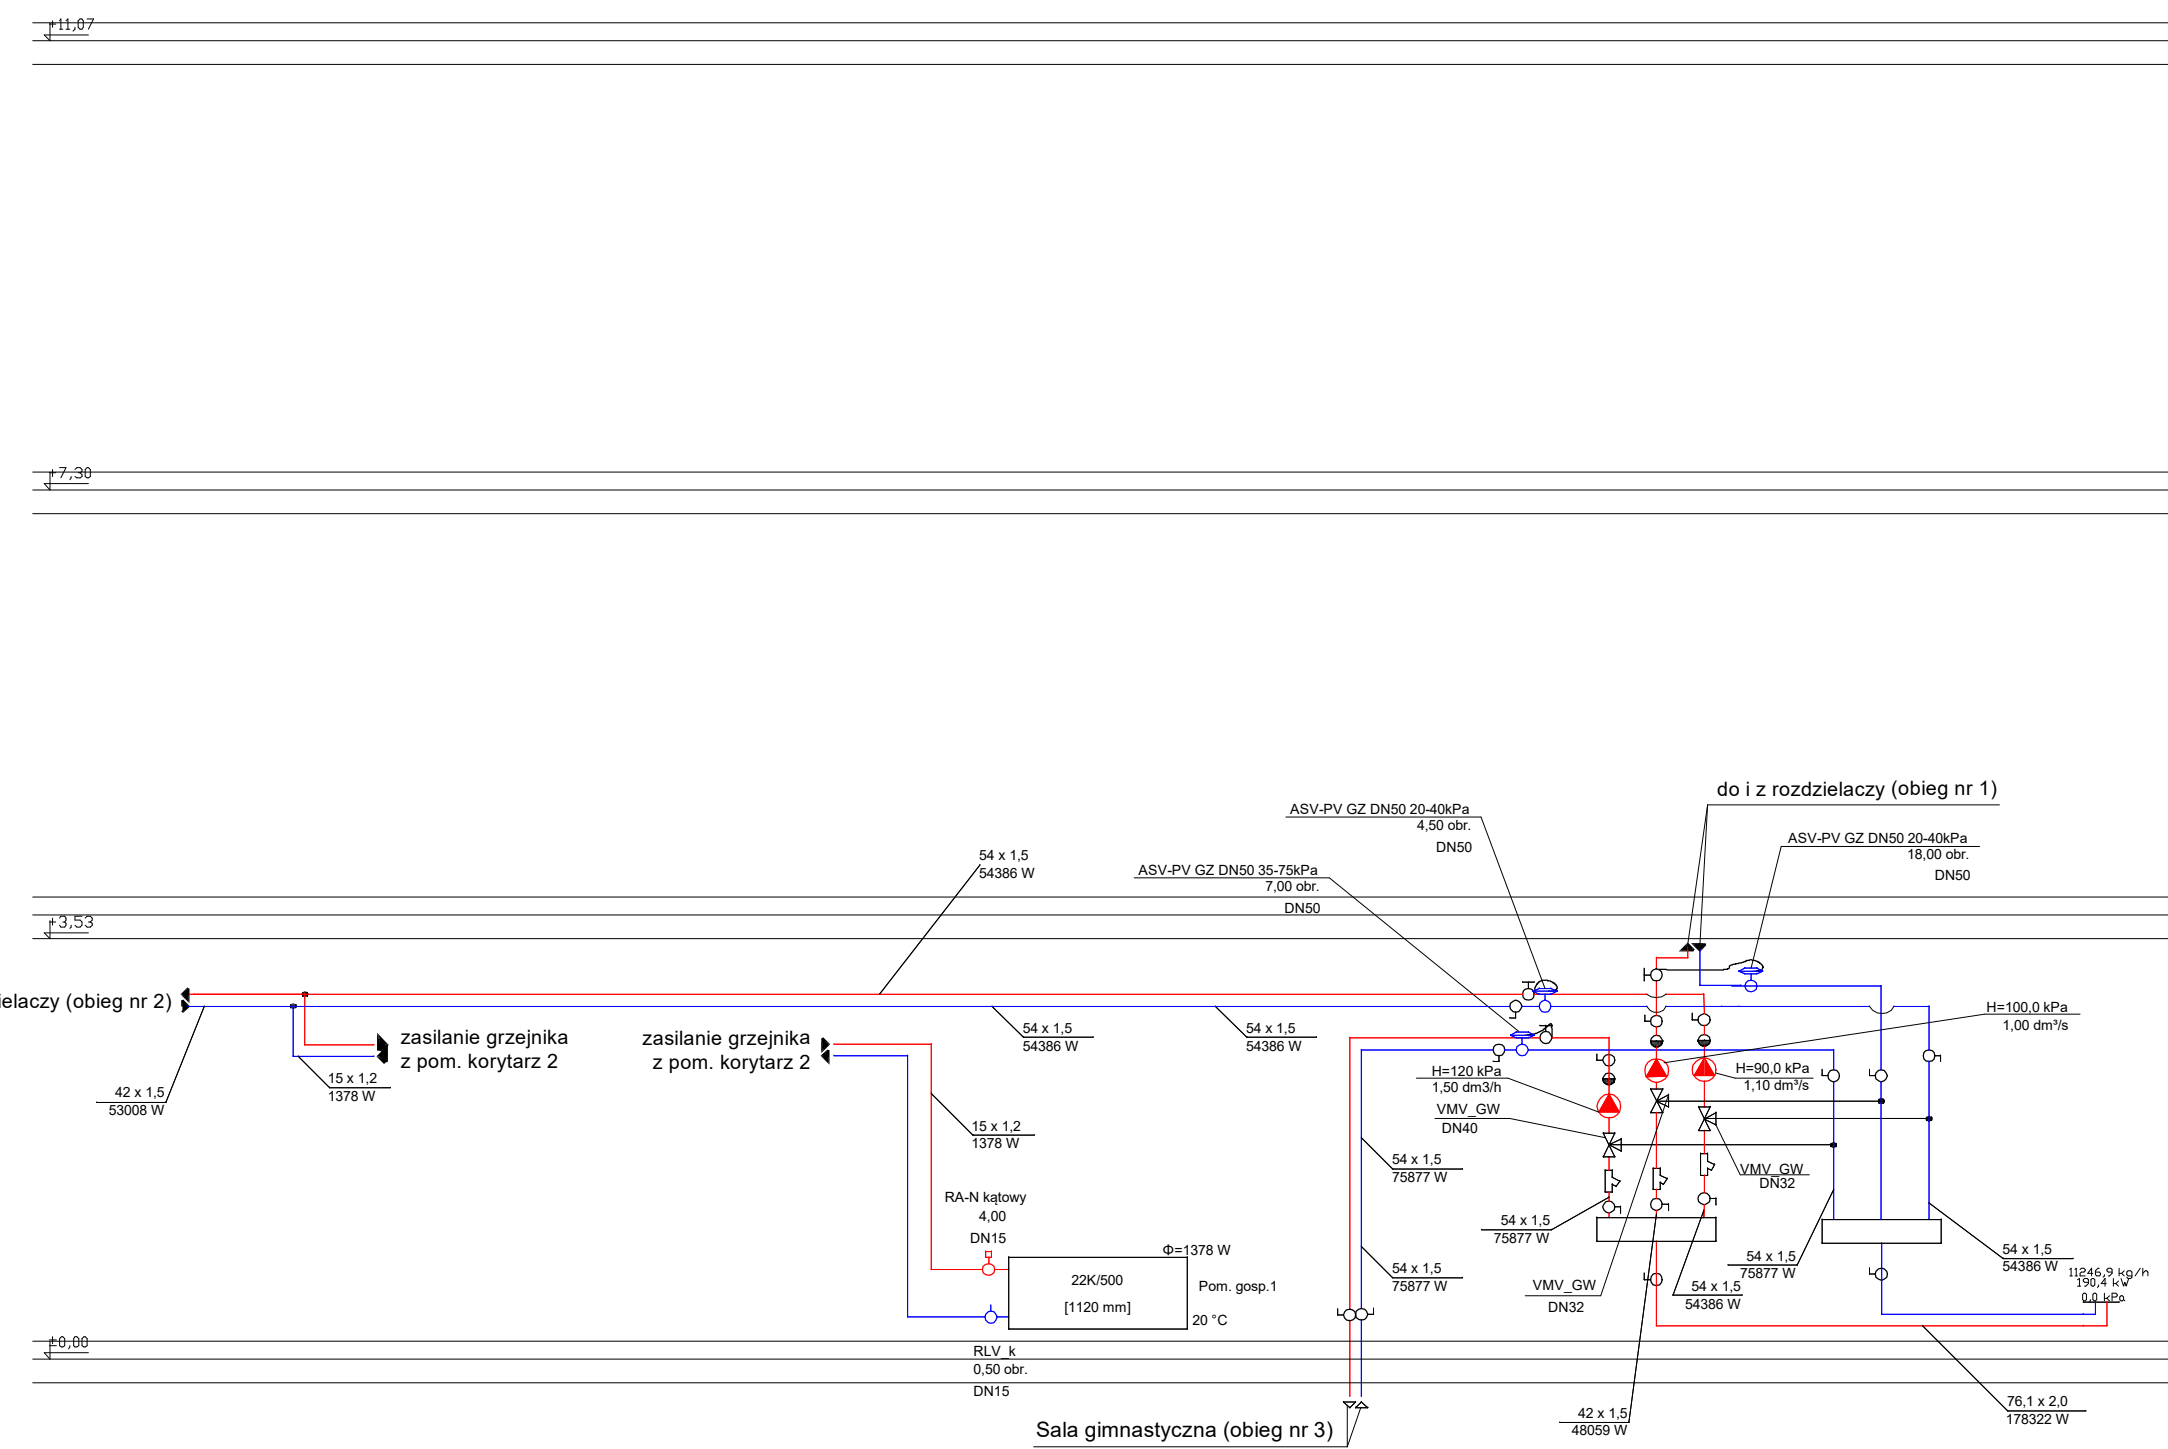 +11,07
+7,30
do i z rozdzielaczy (obieg nr 1)
ASV-PV GZ DN50 20-40kPa
4,50 obr.
DN50
ASV-PV GZ DN50 20-40kPa
18,00 obr.
DN50
54 x 1,5
54386 W
ASV-PV GZ DN50 35-75kPa
7,00 obr.
DN50
+3,53
ielaczy (obieg nr 2)
zasilanie grzejnika
z pom. korytarz 2
zasilanie grzejnika
z pom. korytarz 2
54 x 1,5
54386 W
54 x 1,5
54386 W
H=100,0 kPa
1,00 dm³/s
15 x 1,2
1378 W
42 x 1,5
53008 W
H=120 kPa
1,50 dm3/h
H=90,0 kPa
1,10 dm³/s
VMV_GW
DN40
15 x 1,2
1378 W
54 x 1,5
75877 W
VMV_GW
DN32
RA-N kątowy
4,00
DN15
54 x 1,5
75877 W
Φ=1378 W
22K/500
[1120 mm]
Pom. gosp.1
20 °C
54 x 1,5
75877 W
VMV_GW
DN32
54 x 1,5
75877 W
54 x 1,5
54386 W
54 x 1,5
54386 W
11246,9 kg/h
190,4 kW
0,0 kPa
±0,00
RLV_k
0,50 obr.
DN15
Sala gimnastyczna (obieg nr 3)
42 x 1,5
48059 W
76,1 x 2,0
178322 W